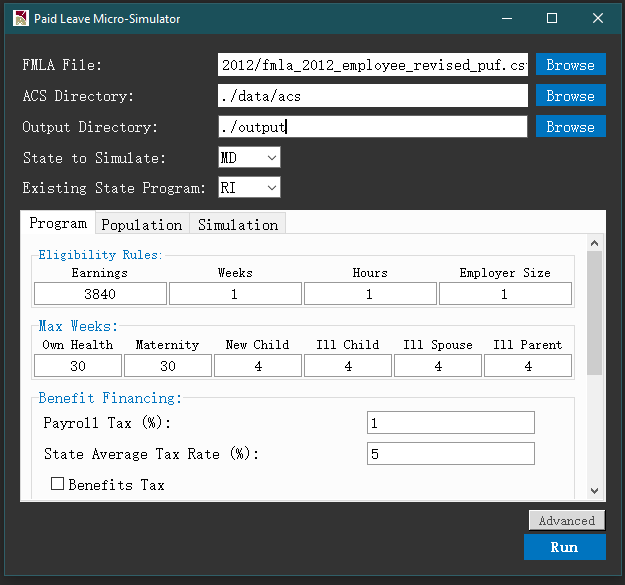 Paid Leave Micro-Simulator
FMLA File: 2012/fmla_2012_employee_revised_puf.cs Browse
ACS Directory: ./data/acs Browse
Output Directory: ./output Browse
State to Simulate: MD
Existing State Program: RI
Program Population Simulation
Eligibility Rules:
Earnings Weeks Hours Employer Size
3840 1 1 1
Max Weeks:
Own Health Maternity New Child Ill Child Ill Spouse Ill Parent
30 30 4 4 4 4
Benefit Financing:
Payroll Tax (%): 1
State Average Tax Rate (%): 5
Benefits Tax
Advanced
Run